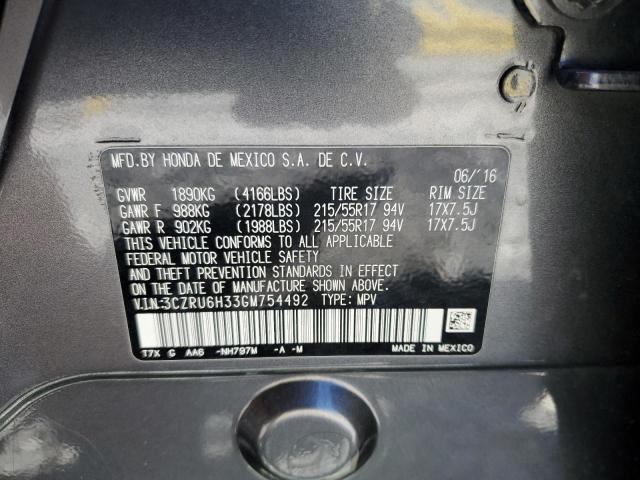 MFD.BY HONDA DE MEXICO S.A. DE C.V.
06/'16
GVWR 1890KG (4166LBS) TIRE SIZE RIM SIZE
GAWR F 988KG (2178LBS) 215/55R17 94V 17X7.5J
GAWR R 902KG (1988LBS) 215/55R17 94V 17X7.5J
THIS VEHICLE CONFORMS TO ALL APPLICABLE
FEDERAL MOTOR VEHICLE SAFETY
AND THEFT PREVENTION STANDARDS IN EFFECT
ON THE DATE OF MANUFACTURE SHOWN ABOVE.
V.I.N:3CZRU6H33GM754492 TYPE: MPV
T7X G AA6 -NH797M -A -M MADE IN MEXICO